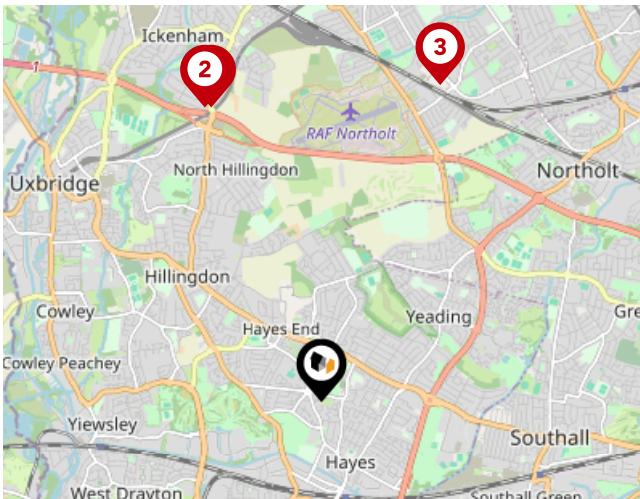 Ickenham
3
2
1
RAF Northolt
North Hillingdon
Northolt
Uxbridge
Hillingdon
Cowley
Yeading
Gre
Hayes End
Cowley Peachey
Yiewsley
Southall
Hayes
West Drayton
Southall Green